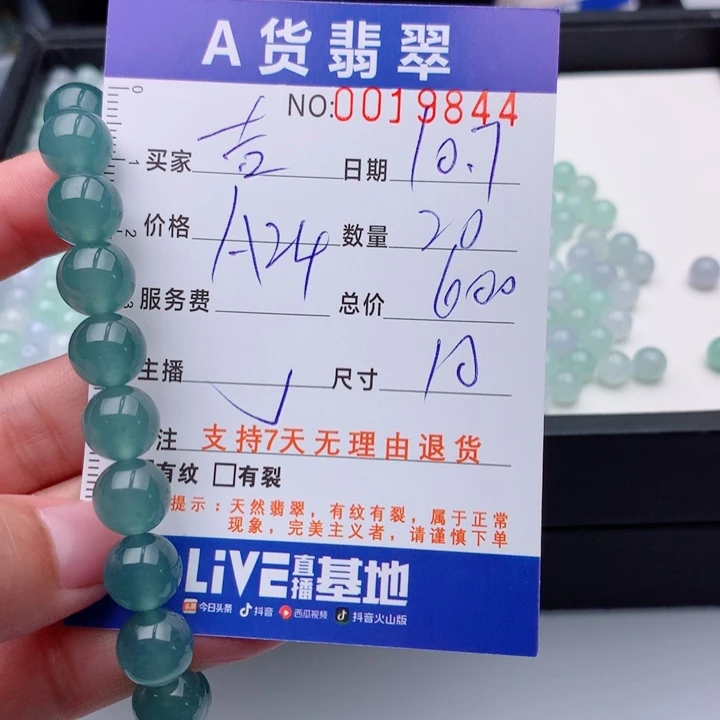 A货翡翠
NO:0019844
买家 吉 日期 10.7
价格 A24 数量 20
服务费 总价 600
主播 尺寸 10
注 支持7天无理由退货
有纹 □有裂
提示：天然翡翠，有纹有裂，属于正常
现象，完美主义者，请谨慎下单
LiVE直播基地
今日头条 抖音 西瓜视频 抖音火山版